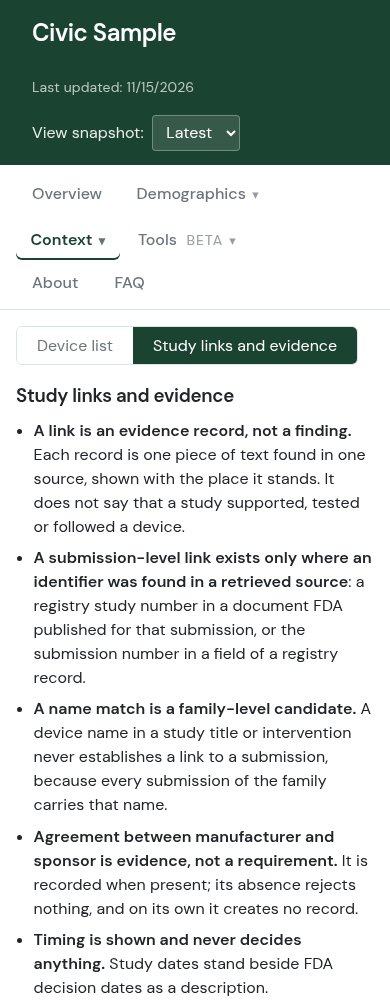 Civic Sample
Last updated: 11/15/2026
View snapshot: Latest
Overview Demographics ▾
Context ▾ Tools BETA ▾
About FAQ
Device list Study links and evidence
Study links and evidence
• A link is an evidence record, not a finding.
Each record is one piece of text found in one
source, shown with the place it stands. It
does not say that a study supported, tested
or followed a device.
• A submission-level link exists only where an
identifier was found in a retrieved source: a
registry study number in a document FDA
published for that submission, or the
submission number in a field of a registry
record.
• A name match is a family-level candidate. A
device name in a study title or intervention
never establishes a link to a submission,
because every submission of the family
carries that name.
• Agreement between manufacturer and
sponsor is evidence, not a requirement. It is
recorded when present; its absence rejects
nothing, and on its own it creates no record.
• Timing is shown and never decides
anything. Study dates stand beside FDA
decision dates as a description.